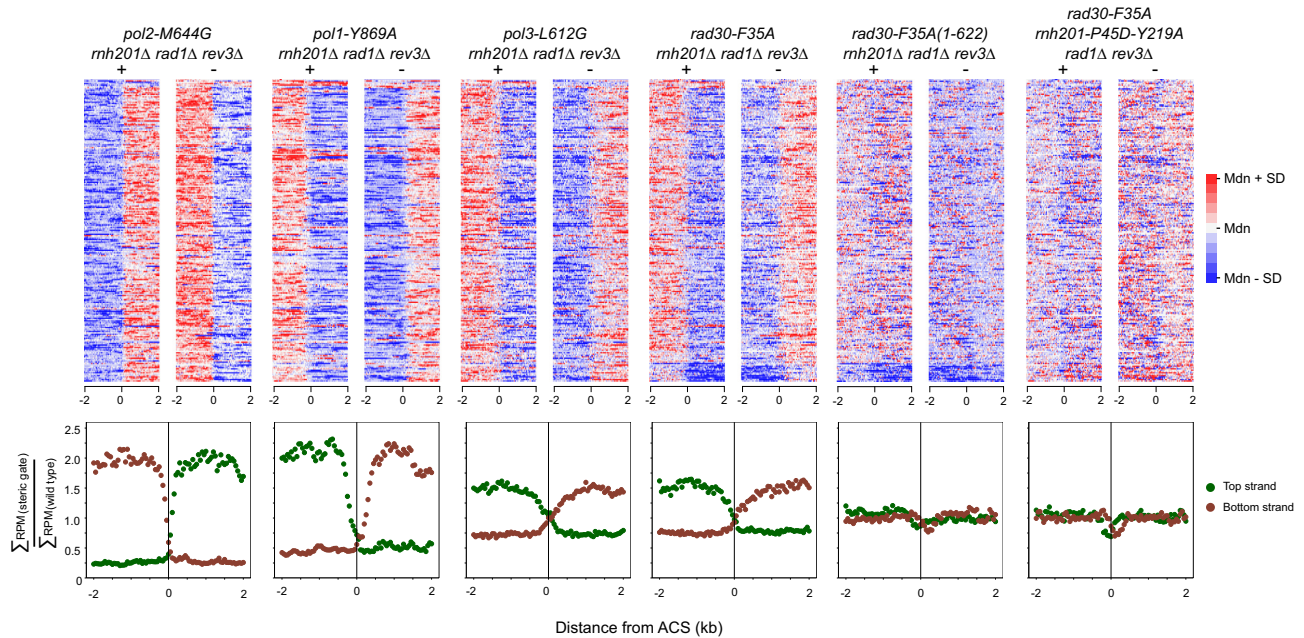 rad30-F35A
pol2-M644G pol1-Y869A pol3-L612G rad30-F35A rad30-F35A(1-622) rnh201-P45D-Y219A
rnh201Δ rad1Δ rev3Δ rnh201Δ rad1Δ rev3Δ rnh201Δ rad1Δ rev3Δ rnh201Δ rad1Δ rev3Δ rnh201Δ rad1Δ rev3Δ rad1Δ rev3Δ
+ - + - + - + - + - + -
Mdn + SD
Mdn
Mdn - SD
-2 0 2 -2 0 2 -2 0 2 -2 0 2 -2 0 2 -2 0 2 -2 0 2 -2 0 2 -2 0 2 -2 0 2 -2 0 2 -2 0 2
∑RPM(steric gate)
∑RPM(wild type)
2.5
2.0
1.5
1.0
0.5
0
Top strand
Bottom strand
-2 0 2 -2 0 2 -2 0 2 -2 0 2 -2 0 2 -2 0 2
Distance from ACS (kb)